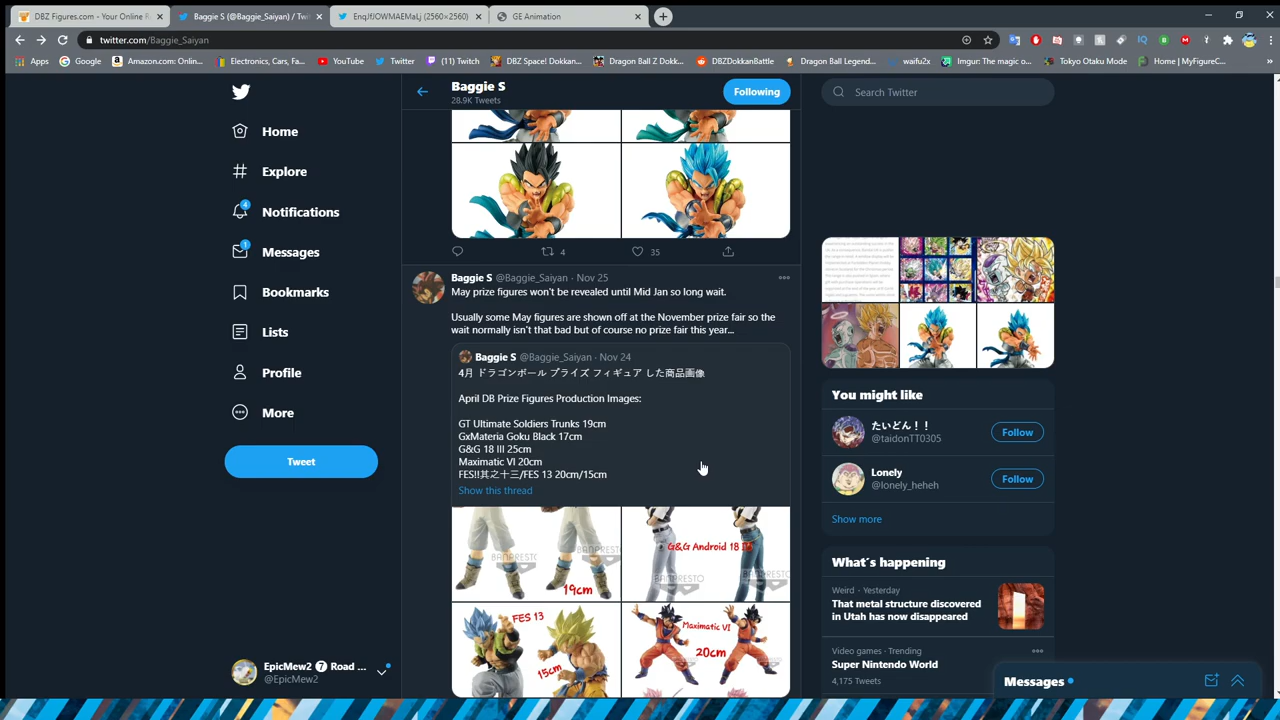 DBZ Figures.com - Your Online R
Baggie S (@Baggie_Saiyan) / Twi
EnqJfJOWMAEMaLj (2560×2560)
GE Animation
twitter.com/Baggie_Saiyan
Apps
Google
Amazon.com: Onlin...
Electronics, Cars, Fa...
YouTube
Twitter
(11) Twitch
DBZ Space! Dokkan...
Dragon Ball Z Dokk...
DBZDokkanBattle
Dragon Ball Legend...
waifu2x
Imgur: The magic o...
Tokyo Otaku Mode
Home | MyFigureC...
Baggie S
28.9K Tweets
Following
Search Twitter
Home
Explore
4
Notifications
1
Messages
Bookmarks
Lists
Profile
More
Tweet
EpicMew2 7 Road ...
@EpicMew2
4
35
Baggie S @Baggie_Saiyan · Nov 25
May prize figures won't be revealed until Mid Jan so long wait.
Usually some May figures are shown off at the November prize fair so the
wait normally isn't that bad but of course no prize fair this year...
Baggie S @Baggie_Saiyan · Nov 24
4月 ドラゴンボール プライズ フィギュア した商品画像
April DB Prize Figures Production Images:
GT Ultimate Soldiers Trunks 19cm
GxMateria Goku Black 17cm
G&G 18 III 25cm
Maximatic VI 20cm
FES!!其之十三/FES 13 20cm/15cm
Show this thread
BANPRESTO
BANPRESTO
19cm
G&G Android 18 III
BANPRESTO
BANPRESTO
FES 13
15cm
Maximatic VI
20cm
You might like
たいどん！！
@taidonTT0305
Follow
Lonely
@lonely_heheh
Follow
Show more
What's happening
Weird · Yesterday
That metal structure discovered
in Utah has now disappeared
Video games · Trending
Super Nintendo World
4,175 Tweets
Messages